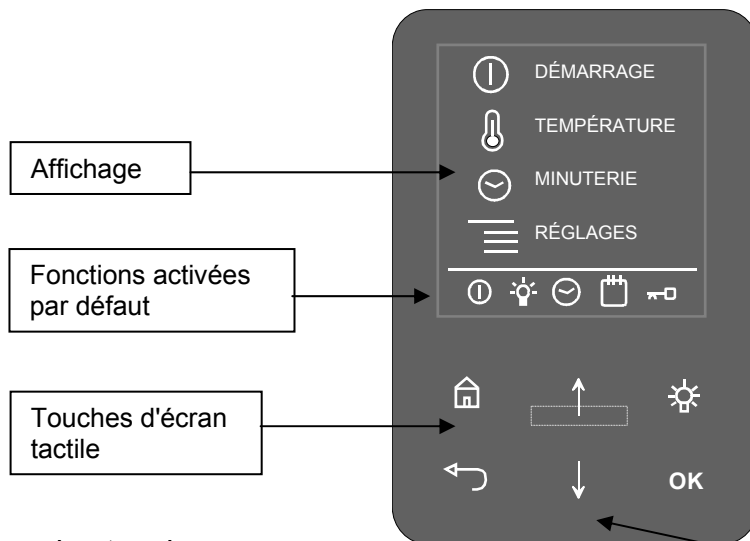 DÉMARRAGE
TEMPÉRATURE
Affichage
MINUTERIE
RÉGLAGES
Fonctions activées
par défaut
Touches d'écran
tactile
OK